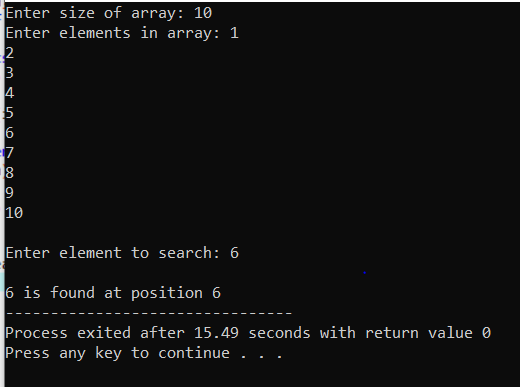 Enter size of array: 10
Enter elements in array: 1
2
3
4
5
6
7
8
9
10
Enter element to search: 6
6 is found at position 6
--------------------------------
Process exited after 15.49 seconds with return value 0
Press any key to continue . . .